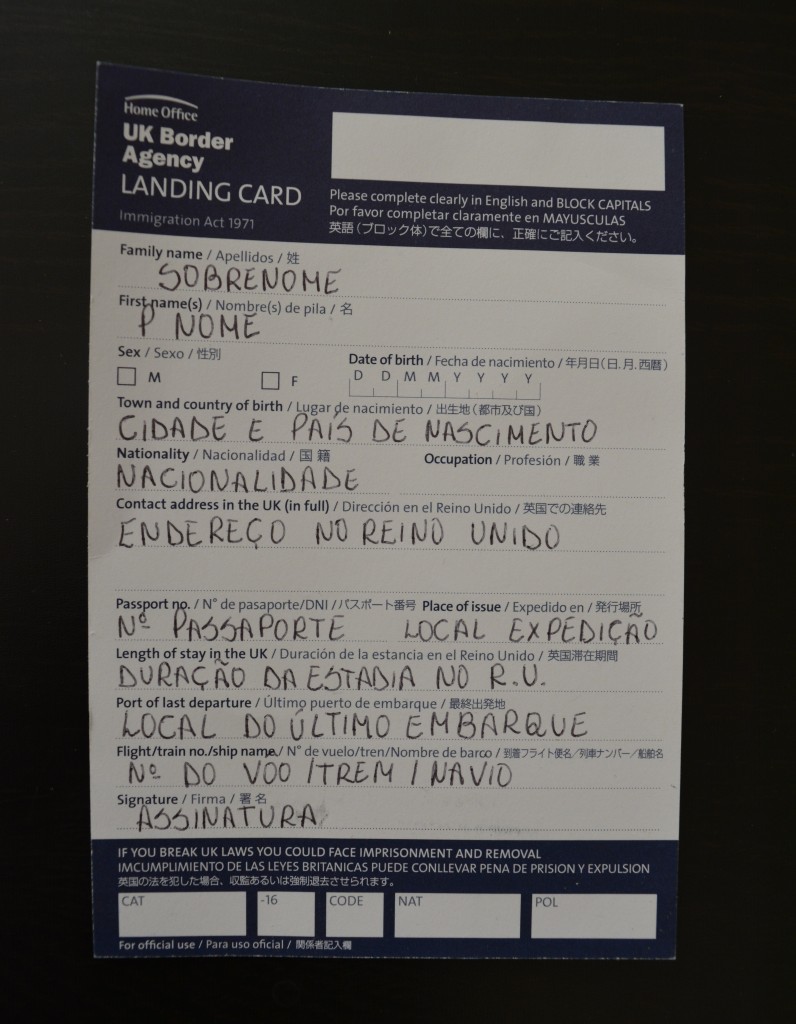 Home Office
UK Border
Agency
LANDING CARD
Immigration Act 1971
Please complete clearly in English and BLOCK CAPITALS
Por favor completar claramente en MAYUSCULAS
英語（ブロック体）で全ての欄に、正確にご記入ください。
Family name / Apellidos / 姓
SOBRENOME
First name(s) / Nombre(s) de pila / 名
P NOME
Sex / Sexo / 性別
M F
Date of birth / Fecha de nacimiento / 年月日(日.月.西暦)
D D M M Y Y Y Y
Town and country of birth / Lugar de nacimiento / 出生地（都市及び国）
CIDADE E PAÍS DE NASCIMENTO
Nationality / Nacionalidad / 国籍 Occupation / Profesión / 職業
NACIONALIDADE
Contact address in the UK (in full) / Dirección en el Reino Unido / 英国での連絡先
ENDEREÇO NO REINO UNIDO
Passport no. / N° de pasaporte/DNI / パスポート番号 Place of issue / Expedido en / 発行場所
Nº PASSAPORTE LOCAL EXPEDIÇÃO
Length of stay in the UK / Duración de la estancia en el Reino Unido / 英国滞在期間
DURAÇÃO DA ESTADIA NO R.U.
Port of last departure / Último puerto de embarque / 最終出発地
LOCAL DO ÚLTIMO EMBARQUE
Flight/train no./ship name / N° de vuelo/tren/Nombre de barco / 到着フライト便名／列車ナンバー／船舶名
Nº DO VOO / TREM / NAVIO
Signature / Firma / 署名
ASSINATURA
IF YOU BREAK UK LAWS YOU COULD FACE IMPRISONMENT AND REMOVAL
IMCUMPLIMIENTO DE LAS LEYES BRITANICAS PUEDE CONLLEVAR PENA DE PRISION Y EXPULSION
英国の法を犯した場合、収監あるいは強制退去させられます。
CAT -16 CODE NAT POL
For official use / Para uso oficial / 関係者記入欄